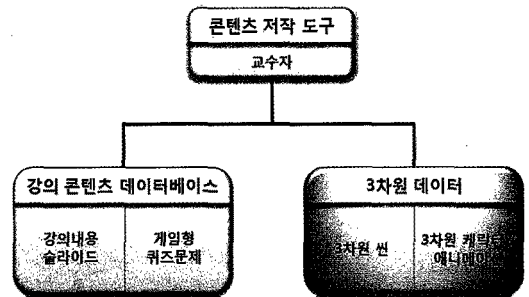 콘텐츠 저작 도구
교수자
강의 콘텐츠 데이터베이스
강의내용
슬라이드
게임형
퀴즈문제
3차원 데이터
3차원 씬
3차원 캐릭터
애니메이션